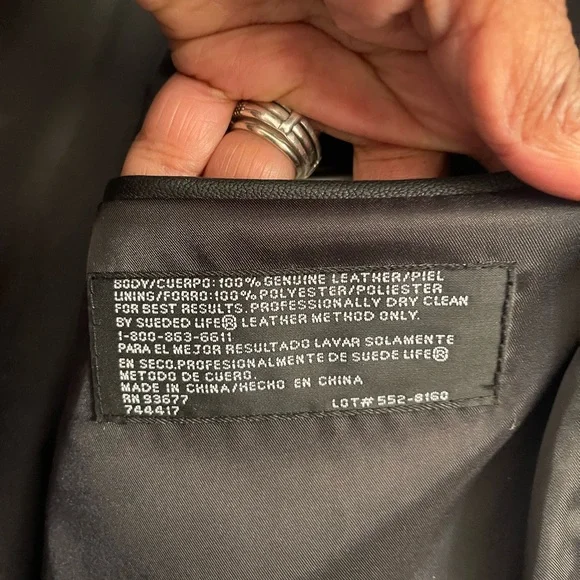 BODY/CUERPO: 100% GENUINE LEATHER/PIEL
LINING/FORRO: 100% POLYESTER/POLIESTER
FOR BEST RESULTS. PROFESSIONALLY DRY CLEAN
BY SUEDED LIFE® LEATHER METHOD ONLY.
1-800-863-6611
PARA EL MEJOR RESULTADO LAVAR SOLAMENTE
EN SECO.PROFESIONALMENTE DE SUEDE LIFE®
METODO DE CUERO.
MADE IN CHINA/HECHO EN CHINA
RN 93677
744417 LOT# 552-8160